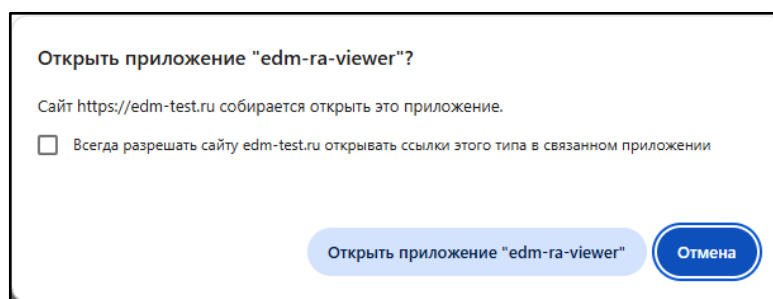 Открыть приложение "edm-ra-viewer"?
Сайт https://edm-test.ru собирается открыть это приложение.
Всегда разрешать сайту edm-test.ru открывать ссылки этого типа в связанном приложении
Открыть приложение "edm-ra-viewer" Отмена